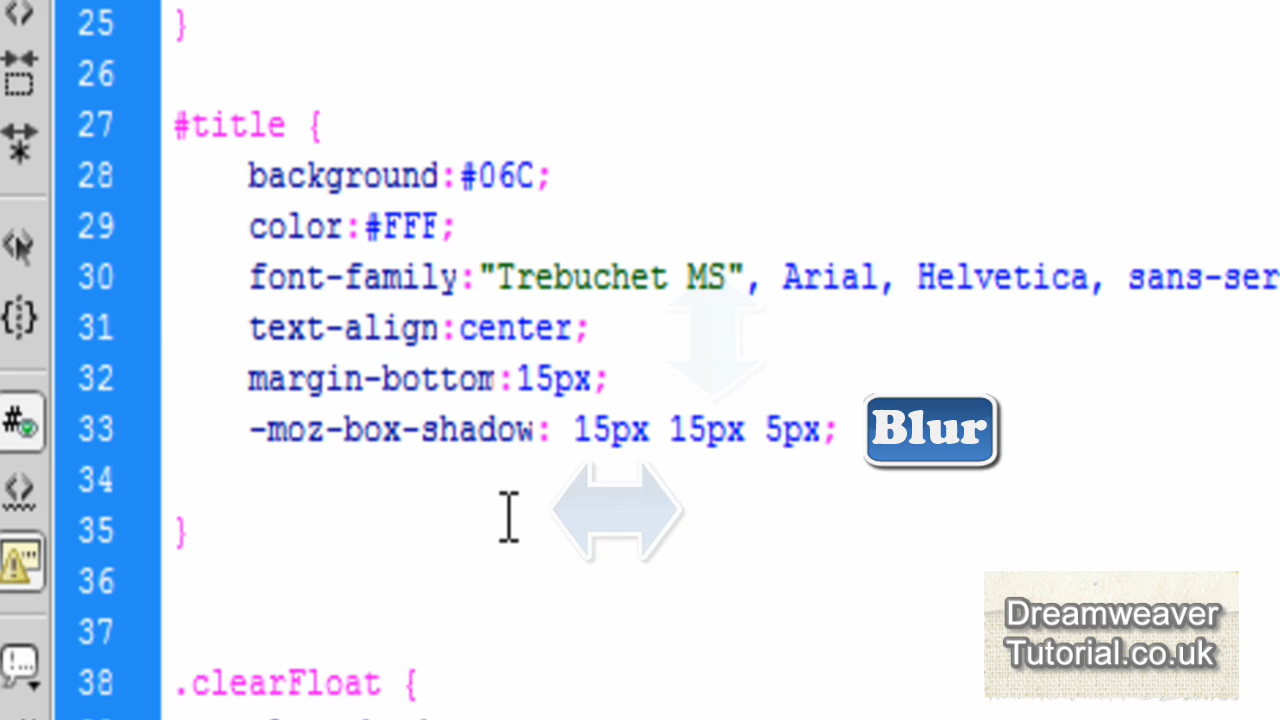 25 }
26
27 #title {
28 background:#06C;
29 color:#FFF;
30 font-family:"Trebuchet MS", Arial, Helvetica, sans-ser
31 text-align:center;
32 margin-bottom:15px;
33 -moz-box-shadow: 15px 15px 5px; Blur
34
35 }
36
37
38 .clearFloat {
Dreamweaver
Tutorial.co.uk